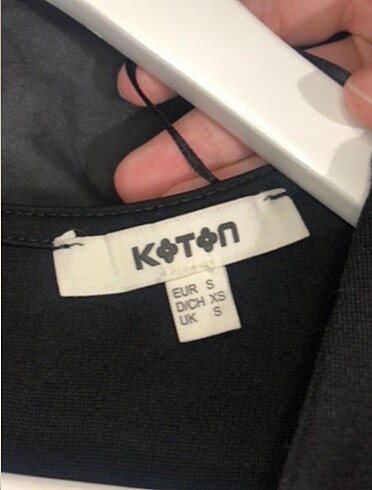 KOTON
EUR S
D/CH XS
UK S